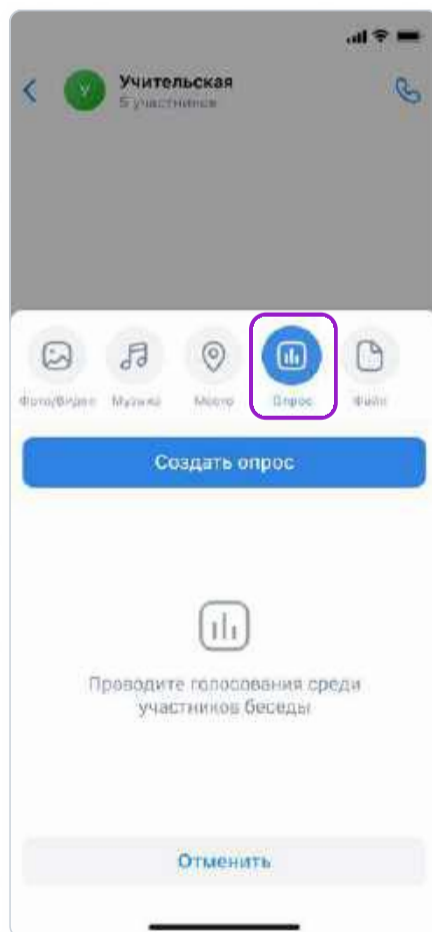 У Учительская
5 участников
Фото/Видео Музыка Место Опрос Файл
Создать опрос
Проводите голосования среди
участников беседы
Отменить